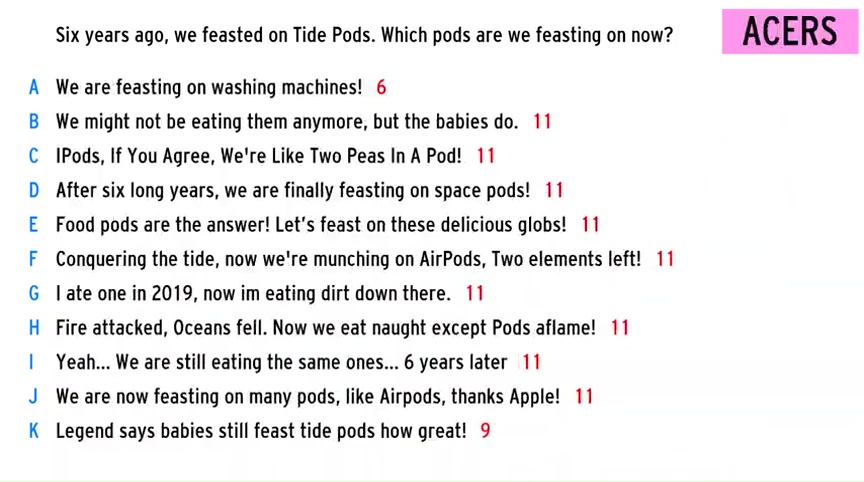 Six years ago, we feasted on Tide Pods. Which pods are we feasting on now?
ACERS
A We are feasting on washing machines! 6
B We might not be eating them anymore, but the babies do. 11
C IPods, If You Agree, We're Like Two Peas In A Pod! 11
D After six long years, we are finally feasting on space pods! 11
E Food pods are the answer! Let's feast on these delicious globs! 11
F Conquering the tide, now we're munching on AirPods, Two elements left! 11
G I ate one in 2019, now im eating dirt down there. 11
H Fire attacked, Oceans fell. Now we eat naught except Pods aflame! 11
I Yeah... We are still eating the same ones... 6 years later 11
J We are now feasting on many pods, like Airpods, thanks Apple! 11
K Legend says babies still feast tide pods how great! 9